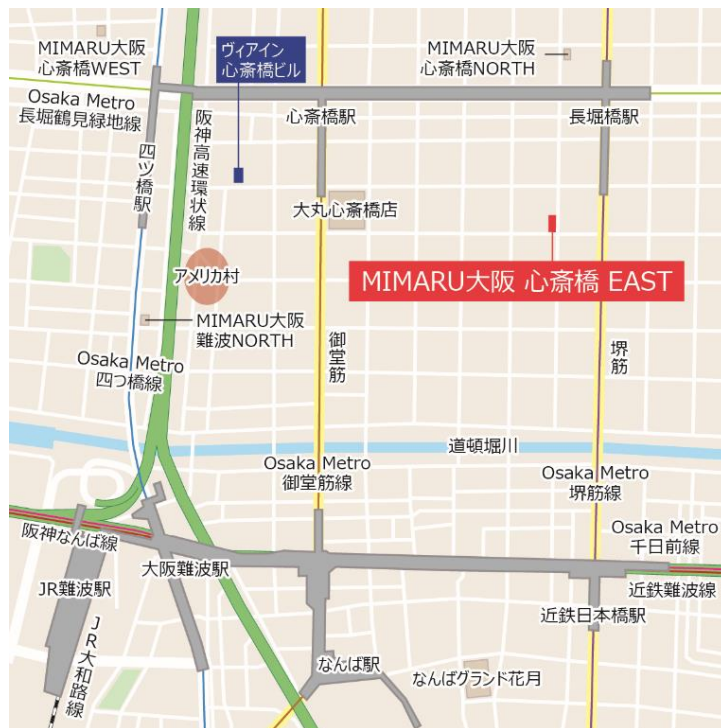 MIMARU大阪
心斎橋WEST
ヴィアイン
心斎橋ビル
MIMARU大阪
心斎橋NORTH
Osaka Metro
長堀鶴見緑地線
心斎橋駅
長堀橋駅
四ツ橋駅
阪神高速環状線
大丸心斎橋店
アメリカ村
MIMARU大阪 心斎橋 EAST
MIMARU大阪
難波NORTH
御堂筋
堺筋
Osaka Metro
四つ橋線
道頓堀川
Osaka Metro
御堂筋線
Osaka Metro
堺筋線
Osaka Metro
千日前線
阪神なんば線
大阪難波駅
JR難波駅
近鉄難波線
近鉄日本橋駅
JR大和路線
なんば駅
なんばグランド花月